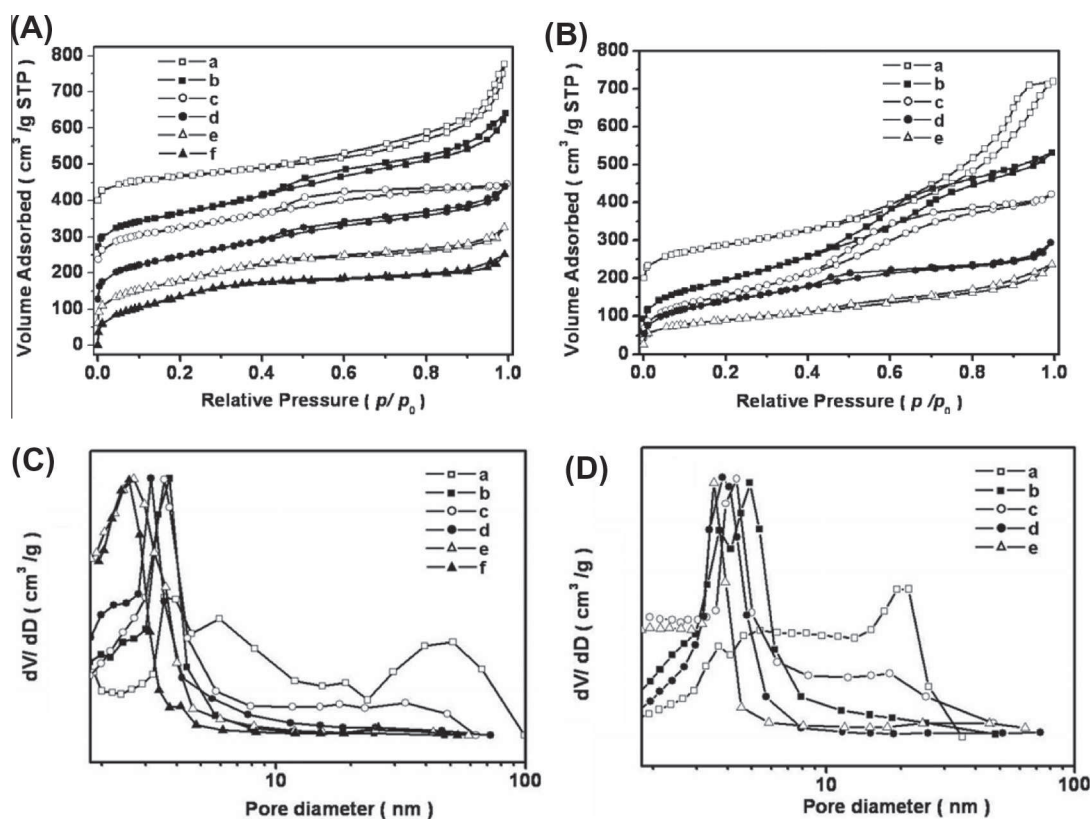 (A)
800
700
600
500
400
300
200
100
0
Volume Adsorbed ( cm³ /g STP )
a
b
c
d
e
f
0.0 0.2 0.4 0.6 0.8 1.0
Relative Pressure ( p/ p₀ )
(B)
800
700
600
500
400
300
200
100
0
Volume Adsorbed ( cm³ /g STP )
a
b
c
d
e
0.0 0.2 0.4 0.6 0.8 1.0
Relative Pressure ( p /p₀ )
(C)
dV/ dD ( cm³ /g )
a
b
c
d
e
f
10 100
Pore diameter ( nm )
(D)
dV/ dD ( cm³ /g )
a
b
c
d
e
10 100
Pore diameter ( nm )